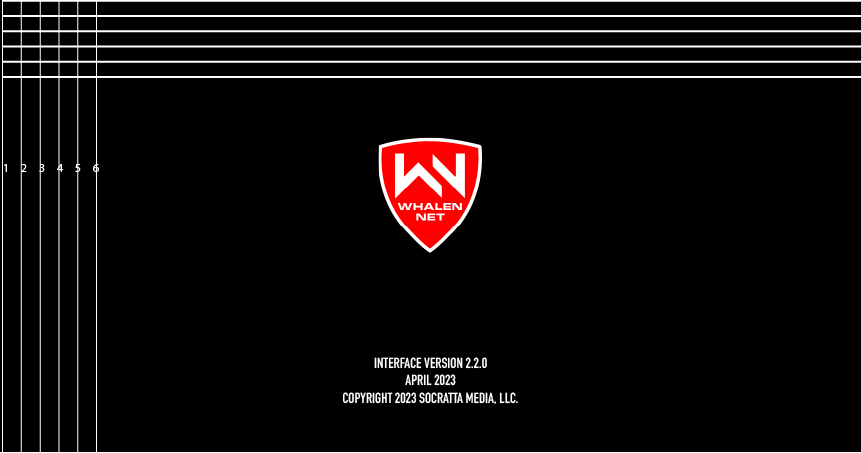 1 2 3 4 5 6
WHALEN
NET
INTERFACE VERSION 2.2.0
APRIL 2023
COPYRIGHT 2023 SOCRATTA MEDIA, LLC.